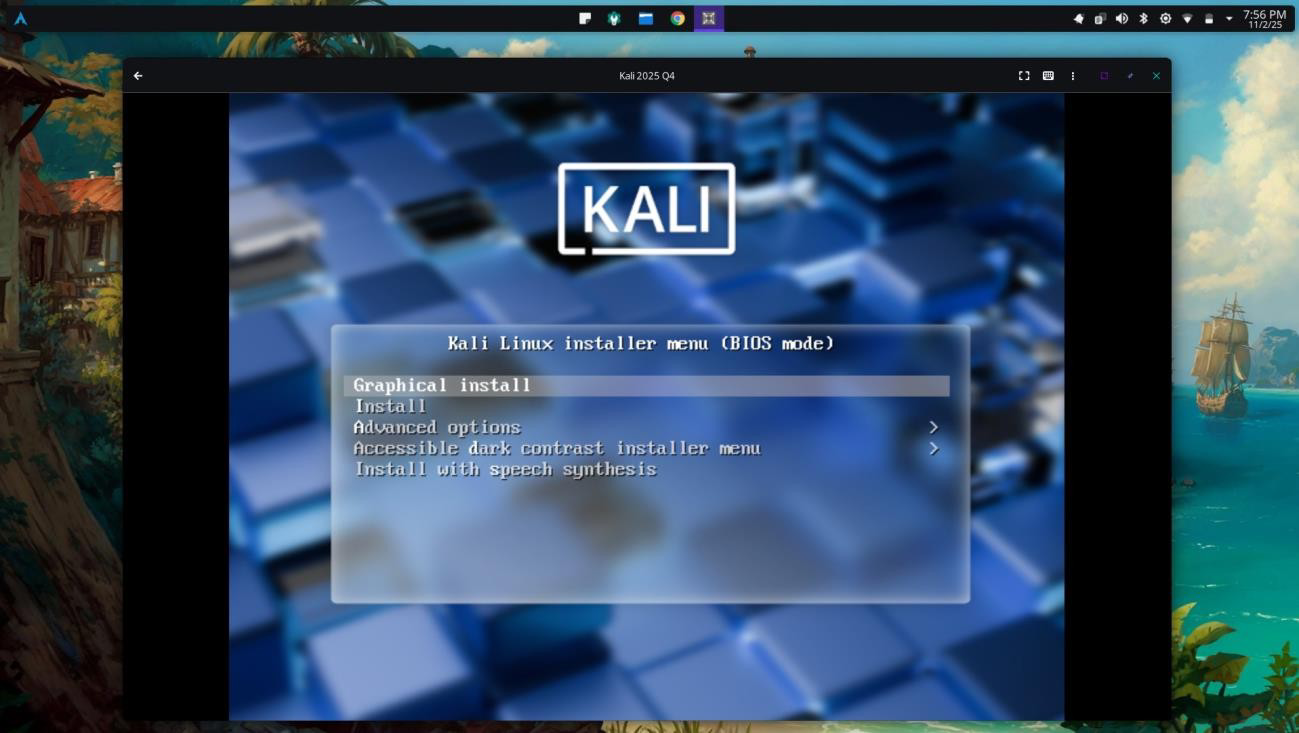 7:56 PM
11/2/25
Kali 2025 Q4
KALI
Kali Linux installer menu (BIOS mode)
Graphical install
Install
Advanced options
Accessible dark contrast installer menu
Install with speech synthesis